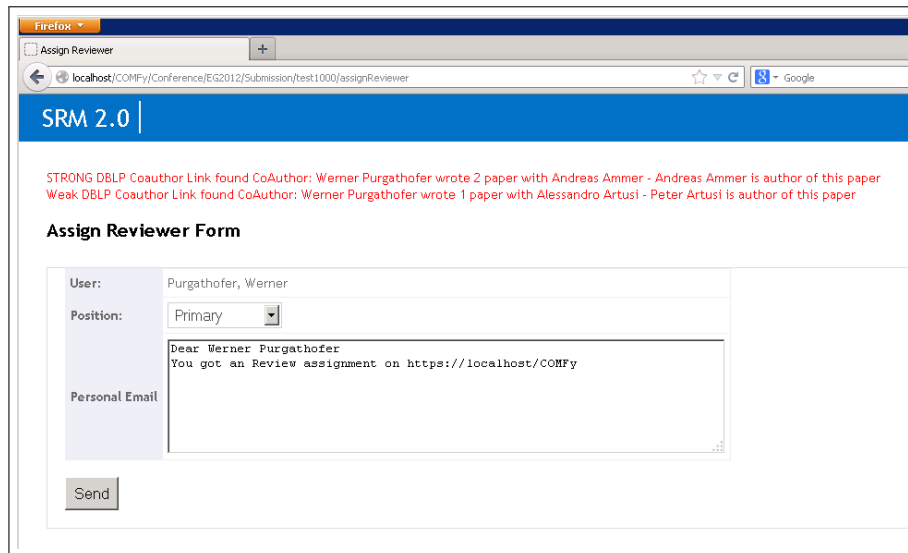 Firefox
Assign Reviewer
+
localhost/COMFy/Conference/EG2012/Submission/test1000/assignReviewer
Google
SRM 2.0
STRONG DBLP Coauthor Link found CoAuthor: Werner Purgathofer wrote 2 paper with Andreas Ammer - Andreas Ammer is author of this paper
Weak DBLP Coauthor Link found CoAuthor: Werner Purgathofer wrote 1 paper with Alessandro Artusi - Peter Artusi is author of this paper
Assign Reviewer Form
User: Purgathofer, Werner
Position: Primary
Dear Werner Purgathofer
You got an Review assignment on https://localhost/COMFy
Personal Email
Send